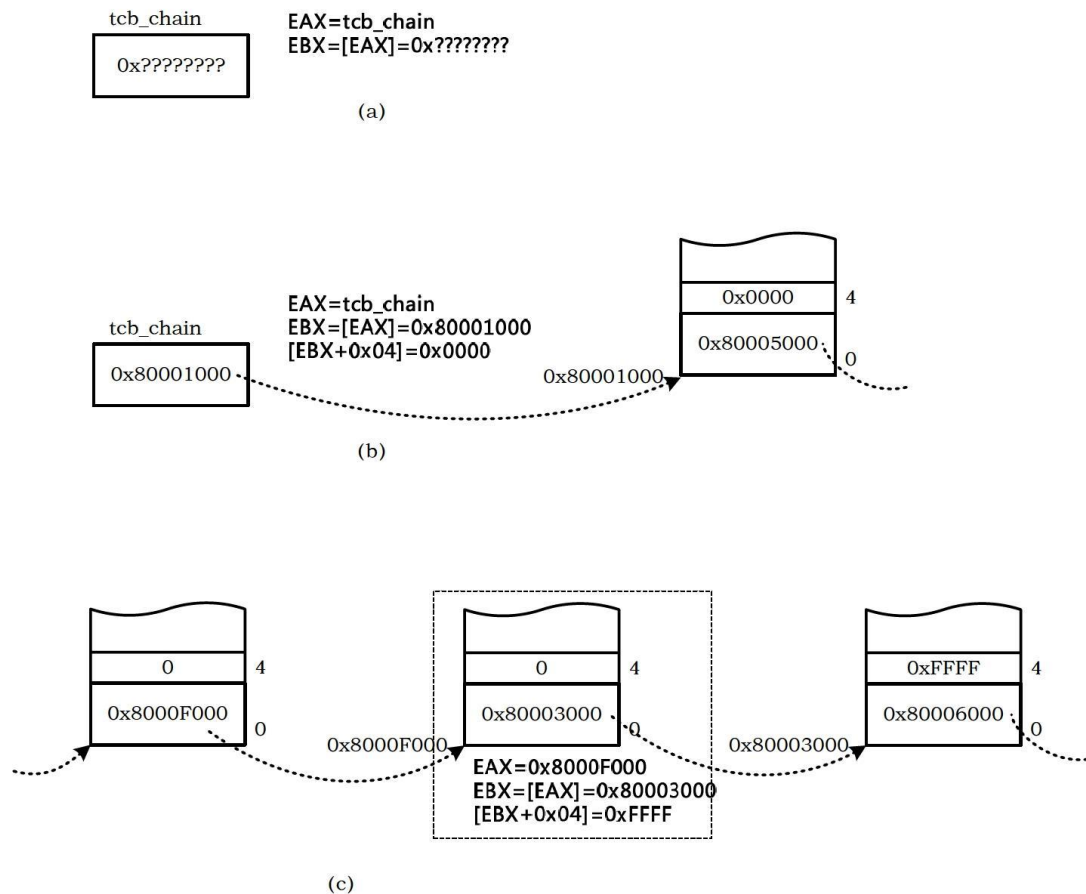 tcb_chain
0x????????
EAX=tcb_chain
EBX=[EAX]=0x????????
(a)
0x0000
4
0x80005000
0
EAX=tcb_chain
EBX=[EAX]=0x80001000
[EBX+0x04]=0x0000
tcb_chain
0x80001000
0x80001000
(b)
0
4
0x8000F000
0
0
4
0x80003000
0
0x8000F000
EAX=0x8000F000
EBX=[EAX]=0x80003000
[EBX+0x04]=0xFFFF
0xFFFF
4
0x80006000
0
0x80003000
(c)